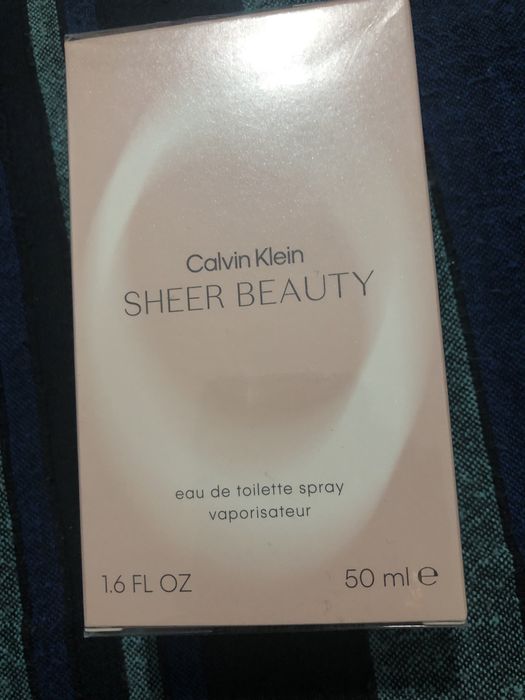 Calvin Klein
SHEER BEAUTY
eau de toilette spray
vaporisateur
1.6 FL OZ 50 ml ℮